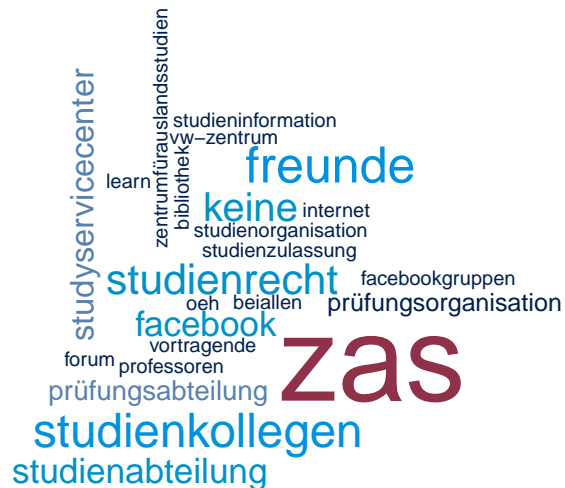 studyservicecenter
zentrumfürauslandsstudien
studieninformation
vw−zentrum
bibliothek
freunde
learn
keine
internet
studienorganisation
studienzulassung
studienrecht
facebookgruppen
oeh
beiallen
prüfungsorganisation
facebook
zas
vortragende
forum
professoren
prüfungsabteilung
studienkollegen
studienabteilung